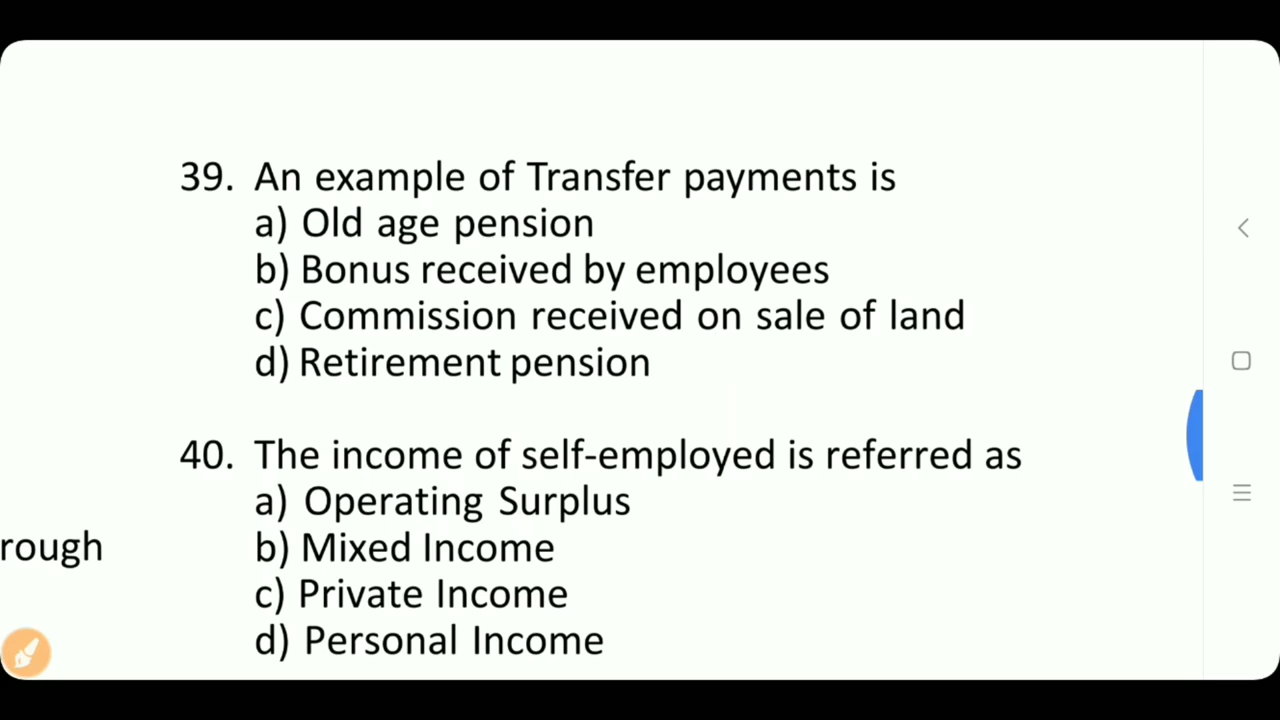 39. An example of Transfer payments is
a) Old age pension
b) Bonus received by employees
c) Commission received on sale of land
d) Retirement pension
40. The income of self-employed is referred as
a) Operating Surplus
b) Mixed Income
rough
c) Private Income
d) Personal Income